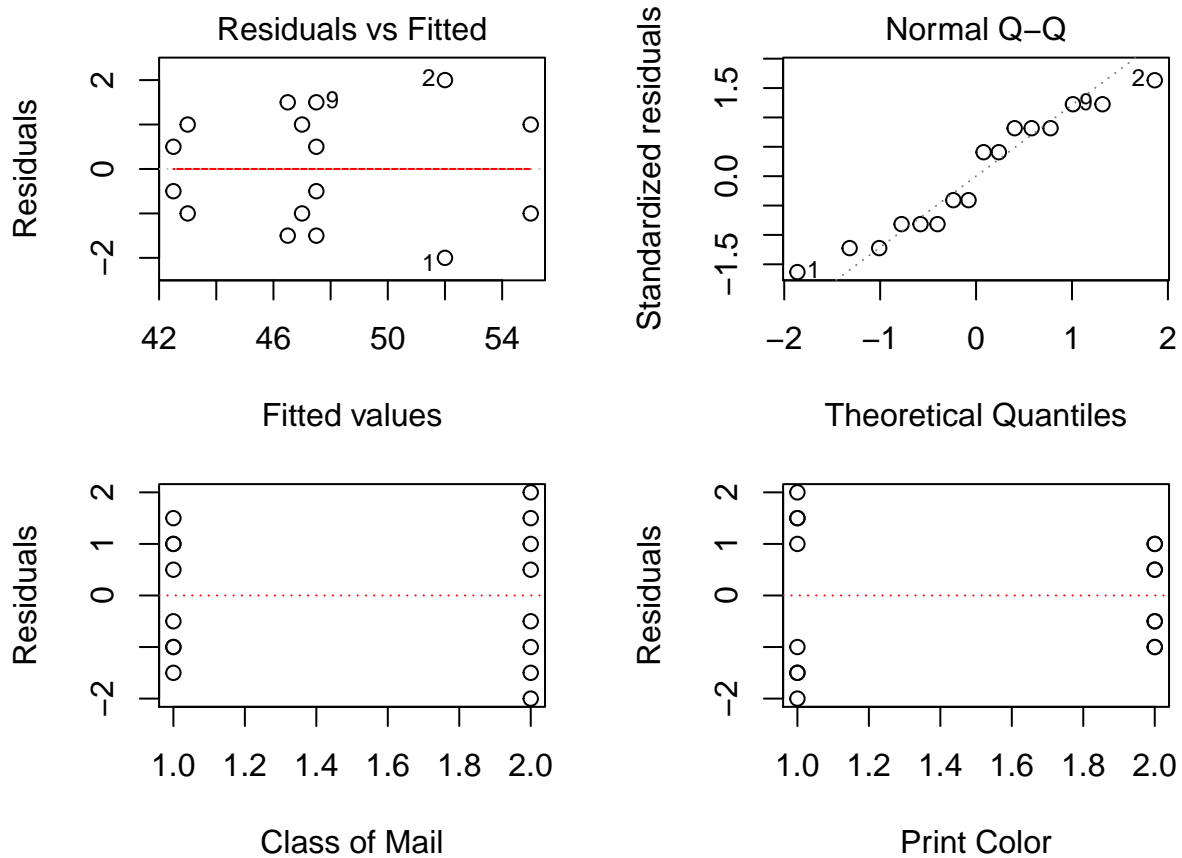 Residuals vs Fitted
Residuals
2
0
−2
2
9
1
42 46 50 54
Fitted values
Normal Q−Q
Standardized residuals
1.5
0.0
−1.5
2
9
1
−2 −1 0 1 2
Theoretical Quantiles
Residuals
2
1
0
−2
1.0 1.2 1.4 1.6 1.8 2.0
Class of Mail
Residuals
2
1
0
−2
1.0 1.2 1.4 1.6 1.8 2.0
Print Color